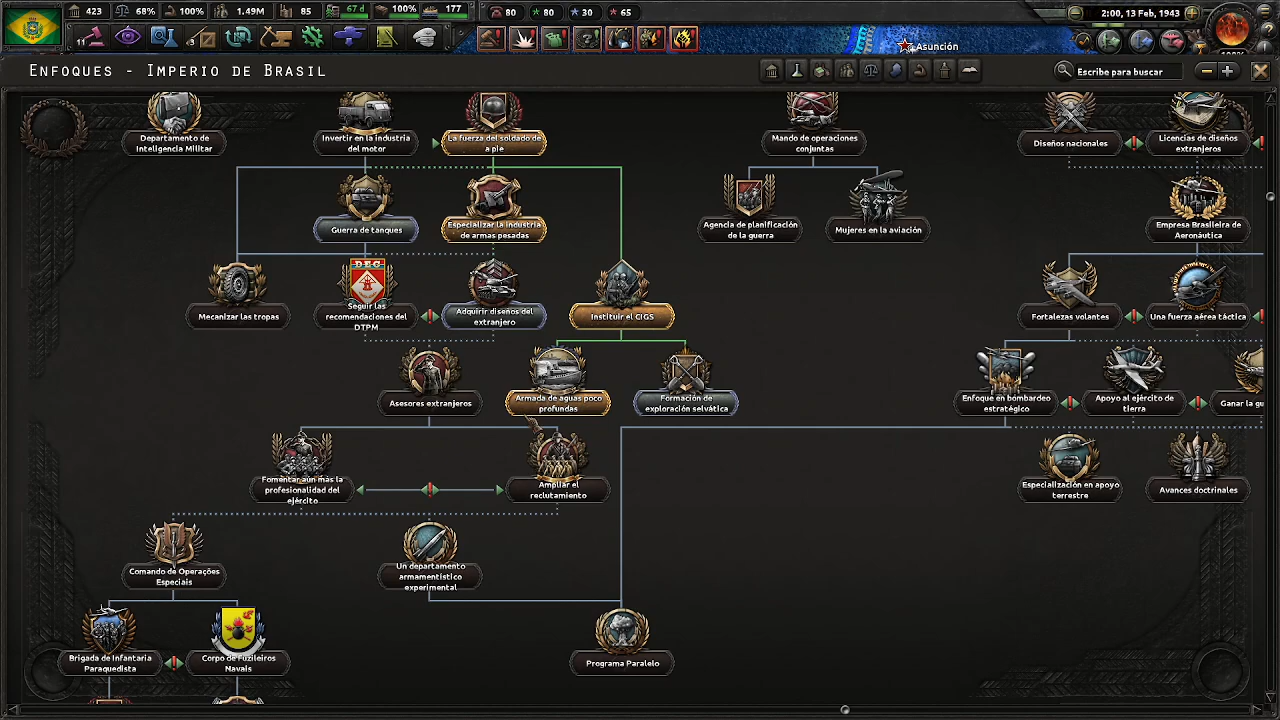 423
68%
100%
1.49M
85
67 d
100%
177
80
80
30
65
2:00, 13 Feb, 1943
11
3
Asunción
100%
Enfoques - Imperio de Brasil
Escribe para buscar
Departamento de
Inteligencia Militar
Invertir en la industria
del motor
La fuerza del soldado de
a pie
Mando de operaciones
conjuntas
Diseños nacionales
Licencias de diseños
extranjeros
Guerra de tanques
Especializar la industria
de armas pesadas
Agencia de planificación
de la guerra
Mujeres en la aviación
Empresa Brasileira de
Aeronáutica
DEC
Mecanizar las tropas
Seguir las
recomendaciones del
DTPM
Adquirir diseños del
extranjero
Instituir el CIGS
Fortalezas volantes
Una fuerza aérea táctica
Asesores extranjeros
Armada de aguas poco
profundas
Formación de
exploración selvática
Enfoque en bombardeo
estratégico
Apoyo al ejército de
tierra
Ganar la gu
Fomentar aún más la
profesionalidad del
ejército
Ampliar el
reclutamiento
Especialización en apoyo
terrestre
Avances doctrinales
Comando de Operações
Especiais
Un departamento
armamentístico
experimental
Brigada de Infantaria
Paraquedista
Corpo de Fuzileiros
Navais
Programa Paralelo